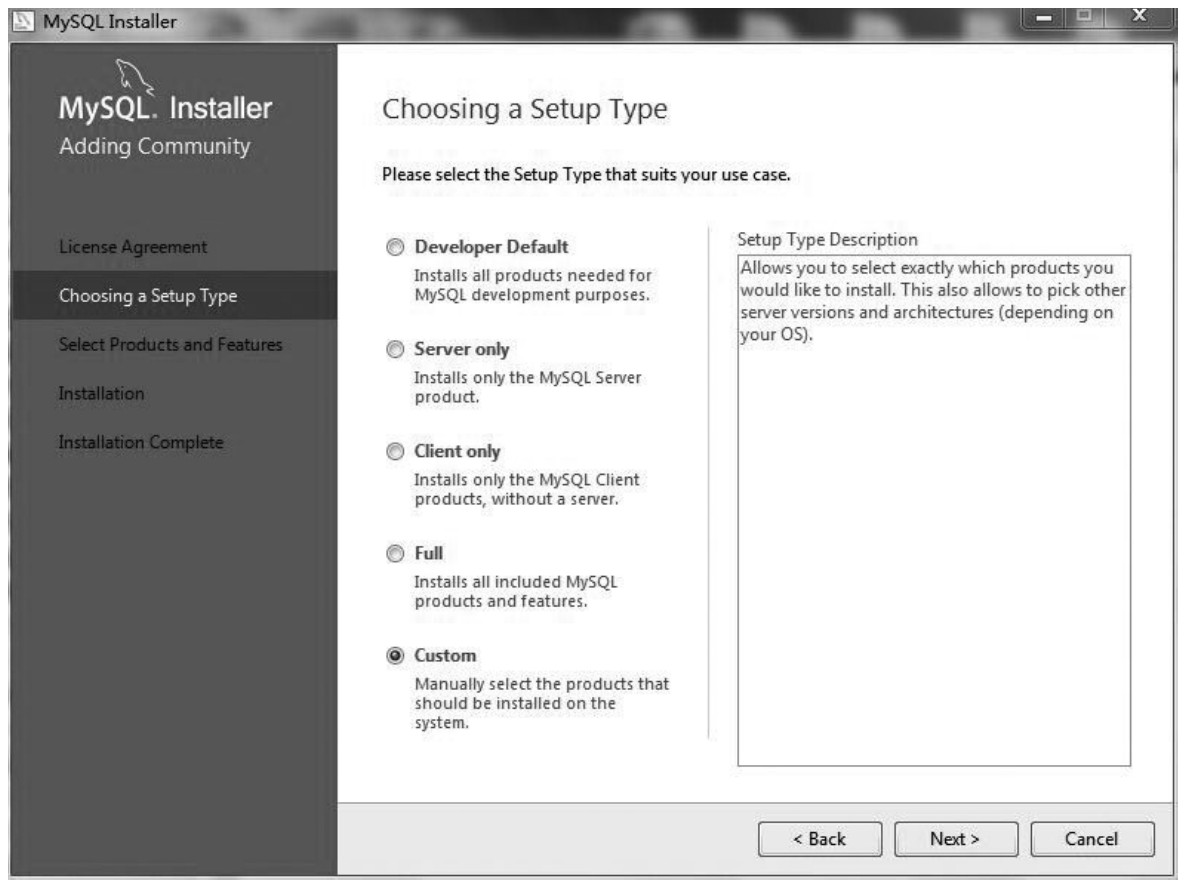 MySQL Installer
MySQL. Installer
Adding Community
License Agreement
Choosing a Setup Type
Select Products and Features
Installation
Installation Complete
Choosing a Setup Type
Please select the Setup Type that suits your use case.
Developer Default
Installs all products needed for
MySQL development purposes.
Server only
Installs only the MySQL Server
product.
Client only
Installs only the MySQL Client
products, without a server.
Full
Installs all included MySQL
products and features.
Custom
Manually select the products that
should be installed on the
system.
Setup Type Description
Allows you to select exactly which products you
would like to install. This also allows to pick other
server versions and architectures (depending on
your OS).
< Back
Next >
Cancel